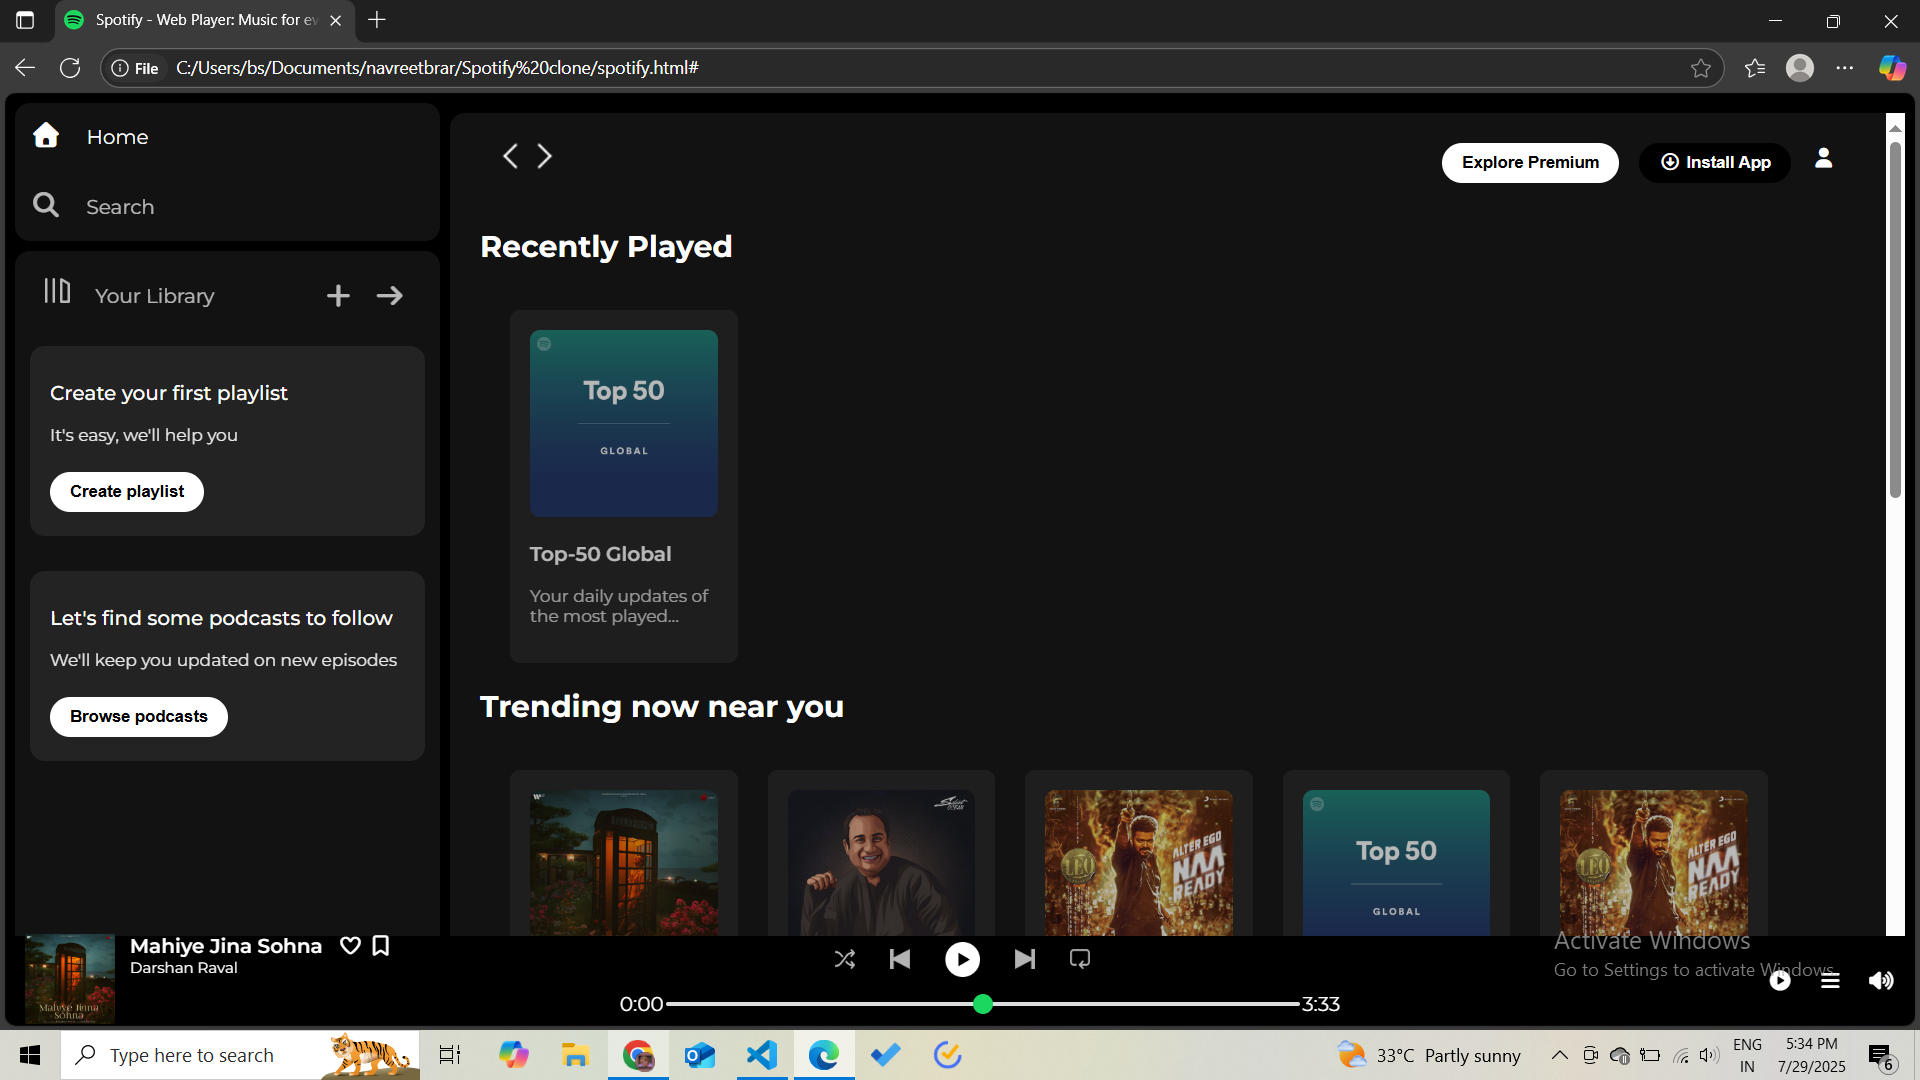 Spotify - Web Player: Music for ev
File
C:/Users/bs/Documents/navreetbrar/Spotify%20clone/spotify.html#
Home
Search
Your Library
Create your first playlist
It's easy, we'll help you
Create playlist
Let's find some podcasts to follow
We'll keep you updated on new episodes
Browse podcasts
Explore Premium
Install App
Recently Played
Top 50
GLOBAL
Top-50 Global
Your daily updates of
the most played...
Trending now near you
LEO
ALTER EGO
NAA
READY
Top 50
GLOBAL
LEO
ALTER EGO
NAA
READY
Mahiye Jinna
Sohna
Mahiye Jina Sohna
Darshan Raval
0:00
3:33
Activate Windows
Go to Settings to activate Windows.
Type here to search
33°C Partly sunny
ENG
IN
5:34 PM
7/29/2025
6